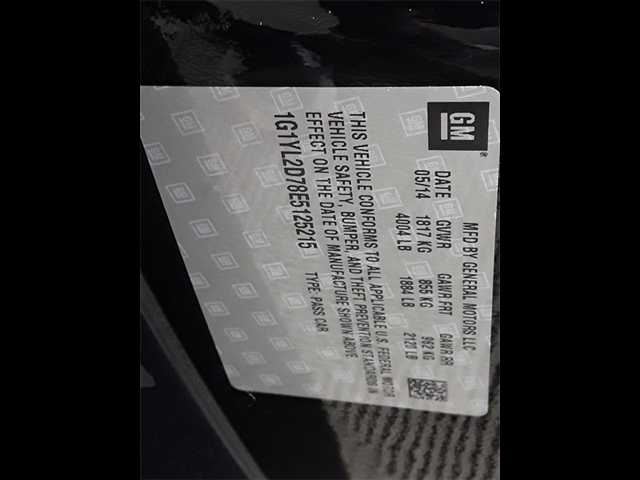 GM
MFD BY GENERAL MOTORS LLC
DATE GVWR GAWR FRT GAWR RR
05/14 1817 KG 855 KG 962 KG
4004 LB 1884 LB 2120 LB
THIS VEHICLE CONFORMS TO ALL APPLICABLE U.S. FEDERAL MOTOR
VEHICLE SAFETY, BUMPER, AND THEFT PREVENTION STANDARDS IN
EFFECT ON THE DATE OF MANUFACTURE SHOWN ABOVE.
1G1YL2D78E5125215 TYPE: PASS CAR